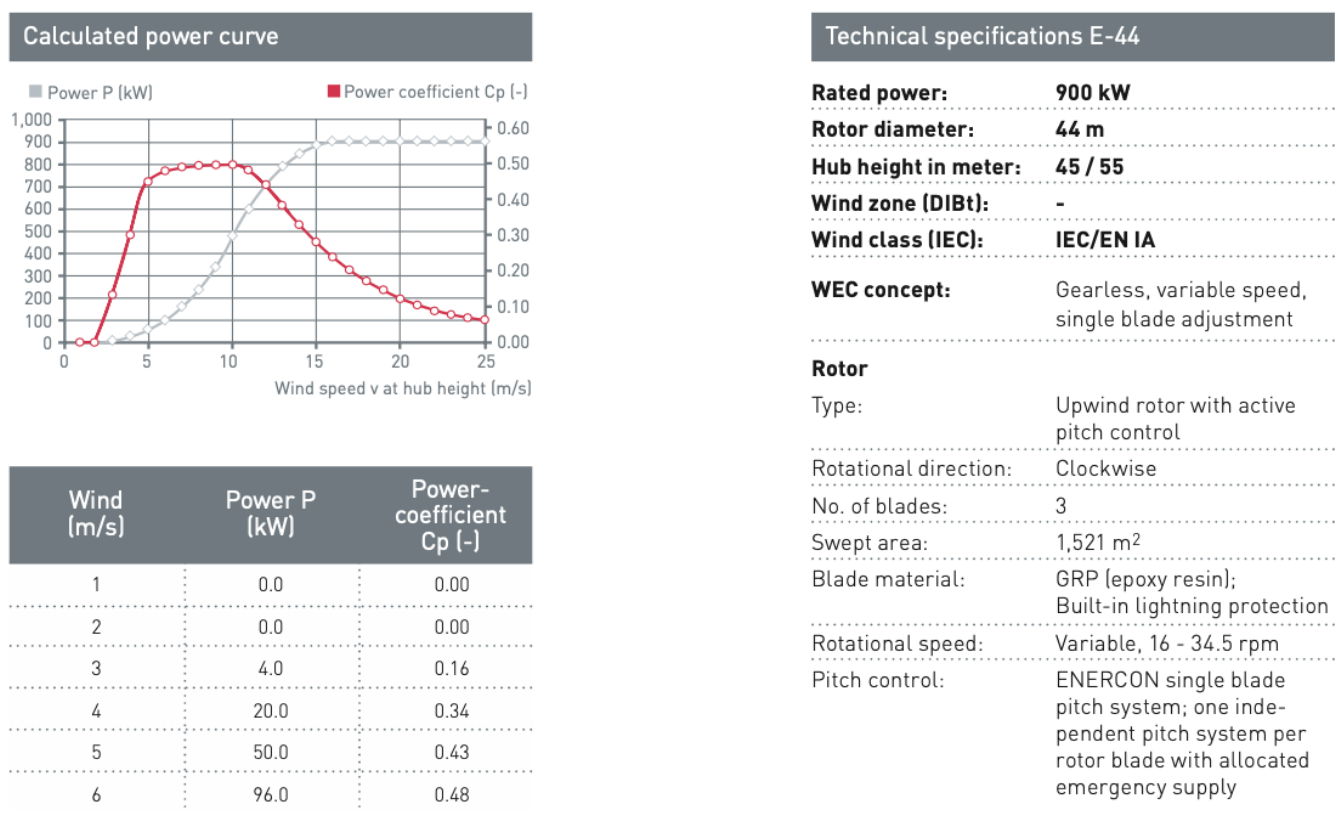 Calculated power curve
Power P (kW)
Power coefficient Cp (-)
1,000
900
800
700
600
500
400
300
200
100
0
0.60
0.50
0.40
0.30
0.20
0.10
0.00
0 5 10 15 20 25
Wind speed v at hub height (m/s)
Wind (m/s) Power P (kW) Power-coefficient Cp (-)
1 0.0 0.00
2 0.0 0.00
3 4.0 0.16
4 20.0 0.34
5 50.0 0.43
6 96.0 0.48
Technical specifications E-44
Rated power: 900 kW
Rotor diameter: 44 m
Hub height in meter: 45 / 55
Wind zone (DIBt): -
Wind class (IEC): IEC/EN IA
WEC concept: Gearless, variable speed,
single blade adjustment
Rotor
Type: Upwind rotor with active
pitch control
Rotational direction: Clockwise
No. of blades: 3
Swept area: 1,521 m²
Blade material: GRP (epoxy resin);
Built-in lightning protection
Rotational speed: Variable, 16 - 34.5 rpm
Pitch control: ENERCON single blade
pitch system; one inde-
pendent pitch system per
rotor blade with allocated
emergency supply